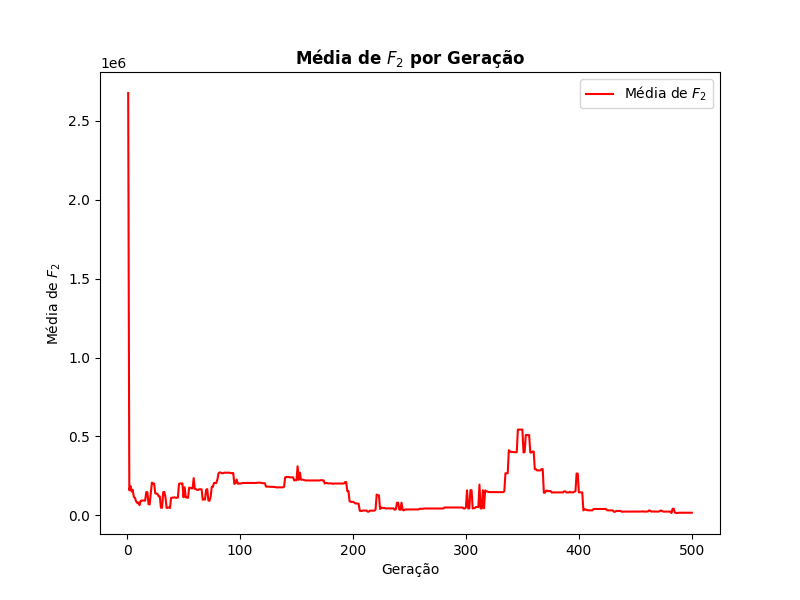 Média de F₂ por Geração
1e6
Média de F₂
2.5
2.0
1.5
1.0
0.5
0.0
Média de F₂
0 100 200 300 400 500
Geração